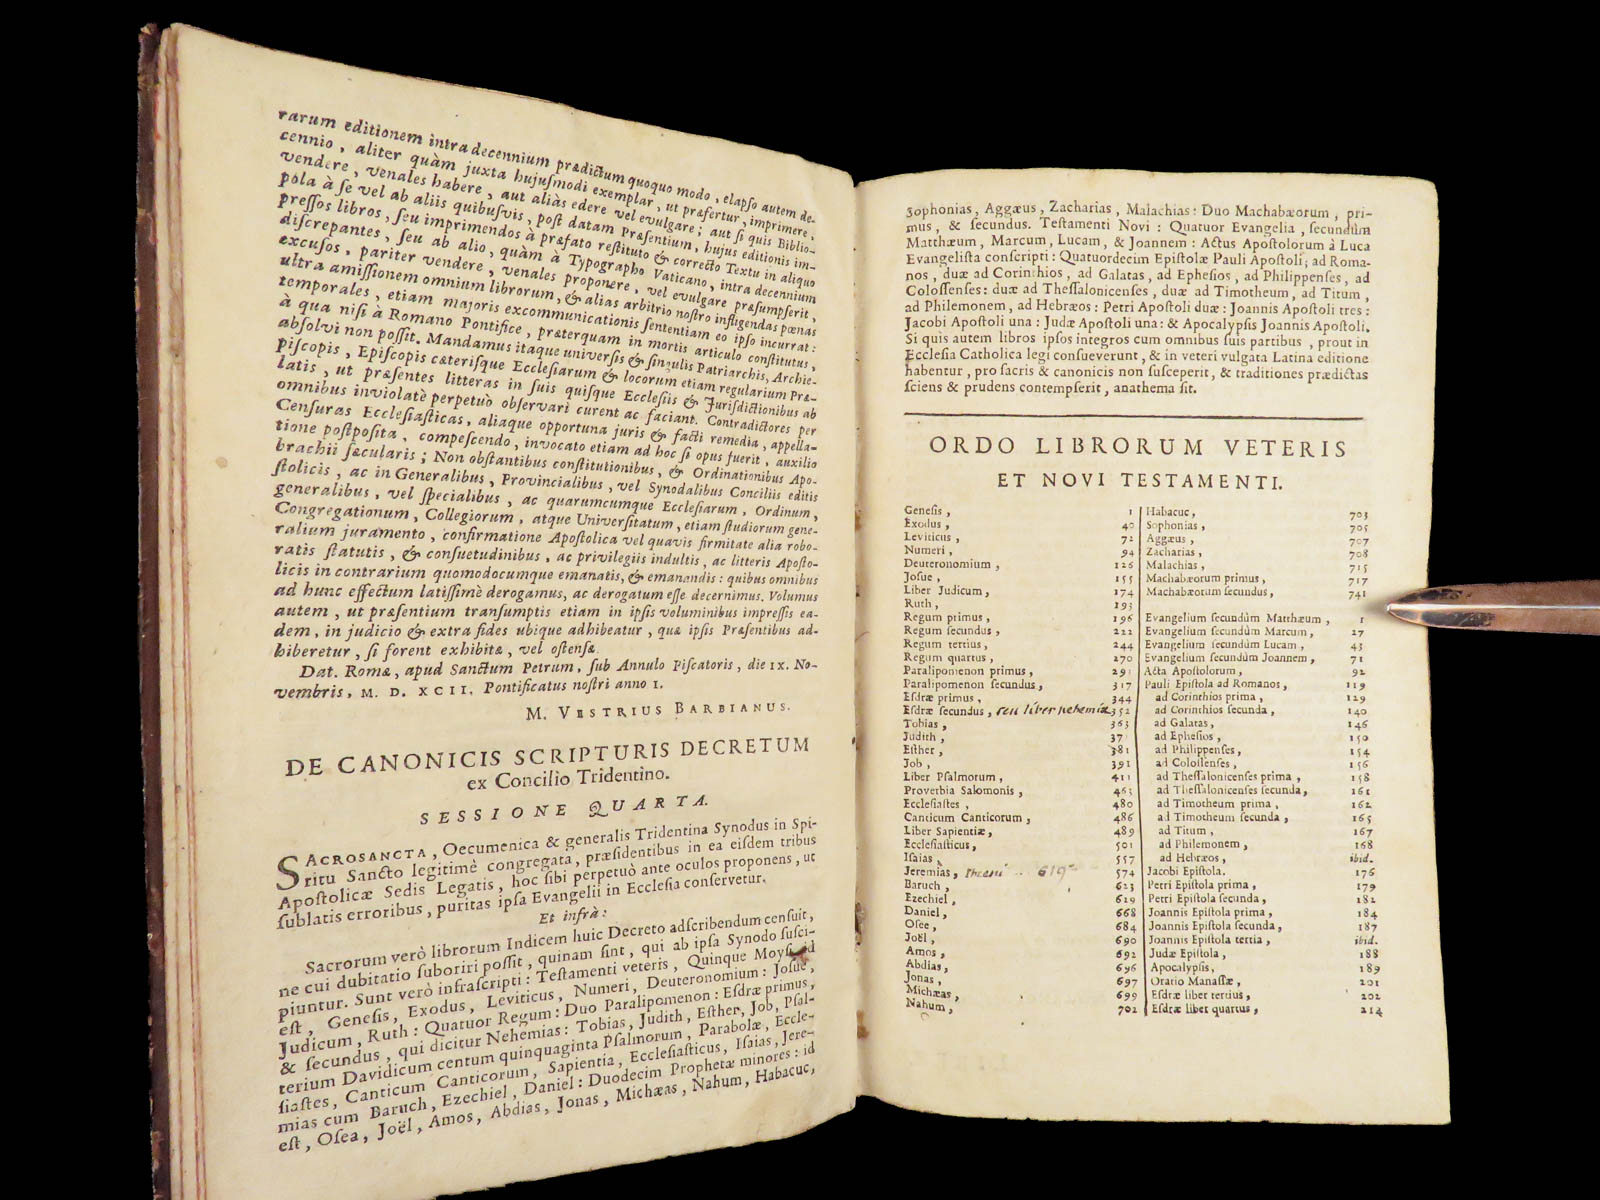 rarum editionem intra decennium prædictum quoquo modo, elapſo autem de-
cennio, aliter quàm juxta hujuſmodi exemplar, ut præfertur, imprimere,
vendere, venales habere, aut aliàs edere vel evulgare; aut ſi quis Biblio-
pola à ſe vel ab aliis quibuſvis, poſt datam Præſentium, hujus editionis im-
preſſos libros, ſeu imprimendos à præfato reſtituto & correcto Textu in aliquo
diſcrepantes, ſeu ab alio, quàm à Typographo Vaticano, intra decennium
excuſos, pariter vendere, venales proponere, vel evulgare præſumpſerit,
ultra amiſſionem omnium librorum, & alias arbitrio noſtro infligendas pœnas
temporales, etiam majoris excommunicationis ſententiam eo ipſo incurrat:
à qua niſi à Romano Pontifice, præterquam in mortis articulo conſtitutus,
abſolvi non poſſit. Mandamus itaque univerſis & ſingulis Patriarchis, Archie-
piſcopis, Epiſcopis cæteriſque Eccleſiarum & locorum etiam regularium Præ-
latis, ut præſentes litteras in ſuis quiſque Eccleſiis & Juriſdictionibus ab
omnibus inviolatè perpetuò obſervari curent ac faciant. Contradictores per
Cenſuras Eccleſiaſticas, aliaque opportuna juris & facti remedia, appella-
tione poſtpoſita, compeſcendo, invocato etiam ad hoc ſi opus fuerit, auxilio
brachii ſæcularis; Non obſtantibus conſtitutionibus, & Ordinationibus Apo-
ſtolicis, ac in Generalibus, Provincialibus, vel Synodalibus Conciliis editis
generalibus, vel ſpecialibus, ac quarumcumque Eccleſiarum, Ordinum,
Congregationum, Collegiorum, atque Univerſitatum, etiam ſtudiorum gene-
ralium juramento, confirmatione Apoſtolica vel quavis firmitate alia robo-
ratis ſtatutis, & conſuetudinibus, ac privilegiis indultis, ac litteris Apoſto-
licis in contrarium quomodocumque emanatis, & emanandis: quibus omnibus
ad hunc effectum latiſſimè derogamus, ac derogatum eſſe decernimus. Volumus
autem, ut præſentium tranſumptis etiam in ipſis voluminibus impreſſis ea-
dem, in judicio & extra fides ubique adhibeatur, quæ ipſis Præſentibus ad-
hiberetur, ſi forent exhibitæ, vel oſtenſæ.
Dat. Romæ, apud Sanctum Petrum, ſub Annulo Piſcatoris, die IX. No-
vembris, M. D. XCII. Pontificatus noſtri anno I.
M. VESTRIUS BARBIANUS.
DE CANONICIS SCRIPTURIS DECRETUM
ex Concilio Tridentino.
SESSIONE QUARTA.
SACROSANCTA, Oecumenica & generalis Tridentina Synodus in Spi-
ritu Sancto legitimè congregata, præſidentibus in ea eiſdem tribus
Apoſtolicæ Sedis Legatis, hoc ſibi perpetuò ante oculos proponens, ut
ſublatis erroribus, puritas ipſa Evangelii in Eccleſia conſervetur.
Et infrà:
Sacrorum verò librorum Indicem huic Decreto adſcribendum cenſuit,
ne cui dubitatio ſuboriri poſſit, quinam ſint, qui ab ipſa Synodo ſuſci-
piuntur. Sunt verò infraſcripti: Teſtamenti veteris, Quinque Moyſi, id
eſt, Geneſis, Exodus, Leviticus, Numeri, Deuteronomium: Joſue,
Judicum, Ruth: Quatuor Regum: Duo Paralipomenon: Eſdræ primus,
& ſecundus, qui dicitur Nehemias: Tobias, Judith, Eſther, Job, Pſal-
terium Davidicum centum quinquaginta Pſalmorum, Parabolæ, Eccle-
ſiaſtes, Canticum Canticorum, Sapientia, Eccleſiaſticus, Iſaias, Jere-
mias cum Baruch, Ezechiel, Daniel: Duodecim Prophetæ minores: id
eſt, Oſea, Joël, Amos, Abdias, Jonas, Michæas, Nahum, Habacuc,
Sophonias, Aggæus, Zacharias, Malachias: Duo Machabæorum, pri-
mus, & ſecundus. Teſtamenti Novi: Quatuor Evangelia, ſecundùm
Matthæum, Marcum, Lucam, & Joannem: Actus Apoſtolorum à Luca
Evangeliſta conſcripti: Quatuordecim Epiſtolæ Pauli Apoſtoli; ad Roma-
nos, duæ ad Corinthios, ad Galatas, ad Epheſios, ad Philippenſes, ad
Coloſſenſes: duæ ad Theſſalonicenſes, duæ ad Timotheum, ad Titum,
ad Philemonem, ad Hebræos: Petri Apoſtoli duæ: Joannis Apoſtoli tres:
Jacobi Apoſtoli una: Judæ Apoſtoli una: & Apocalypſis Joannis Apoſtoli.
Si quis autem libros ipſos integros cum omnibus ſuis partibus, prout in
Eccleſia Catholica legi conſueverunt, & in veteri vulgata Latina editione
habentur, pro ſacris & canonicis non ſuſceperit, & traditiones prædictas
ſciens & prudens contempſerit, anathema ſit.
ORDO LIBRORUM VETERIS
ET NOVI TESTAMENTI.
Geneſis, 1
Exodus, 40
Leviticus, 72
Numeri, 94
Deuteronomium, 126
Joſue, 155
Liber Judicum, 174
Ruth, 193
Regum primus, 196
Regum ſecundus, 222
Regum tertius, 244
Regum quartus, 270
Paralipomenon primus, 291
Paralipomenon ſecundus, 317
Eſdræ primus, 344
Eſdræ ſecundus, ſeu liber nehemiæ 352
Tobias, 363
Judith, 37
Eſther, 381
Job, 391
Liber Pſalmorum, 411
Proverbia Salomonis, 463
Eccleſiaſtes, 480
Canticum Canticorum, 486
Liber Sapientiæ, 489
Eccleſiaſticus, 501
Iſaias, 557
Jeremias, 619 574
Baruch, 623
Ezechiel, 629
Daniel, 668
Oſee, 684
Joël, 690
Amos, 692
Abdias, 696
Jonas, 697
Michæas, 699
Nahum, 702
Habacuc, 703
Sophonias, 705
Aggæus, 707
Zacharias, 708
Malachias, 715
Machabæorum primus, 717
Machabæorum ſecundus, 741
Evangelium ſecundùm Matthæum, 1
Evangelium ſecundùm Marcum, 27
Evangelium ſecundùm Lucam, 43
Evangelium ſecundùm Joannem, 71
Acta Apoſtolorum, 92
Pauli Epiſtola ad Romanos, 119
ad Corinthios prima, 129
ad Corinthios ſecunda, 140
ad Galatas, 146
ad Epheſios, 150
ad Philippenſes, 154
ad Coloſſenſes, 156
ad Theſſalonicenſes prima, 158
ad Theſſalonicenſes ſecunda, 161
ad Timotheum prima, 162
ad Timotheum ſecunda, 165
ad Titum, 167
ad Philemonem, 168
ad Hebræos, ibid.
Jacobi Epiſtola. 176
Petri Epiſtola prima, 179
Petri Epiſtola ſecunda, 182
Joannis Epiſtola prima, 184
Joannis Epiſtola ſecunda, 187
Joannis Epiſtola tertia, ibid.
Judæ Epiſtola, 188
Apocalypſis, 189
Oratio Manaſſæ, 201
Eſdræ liber tertius, 202
Eſdræ liber quartus, 214